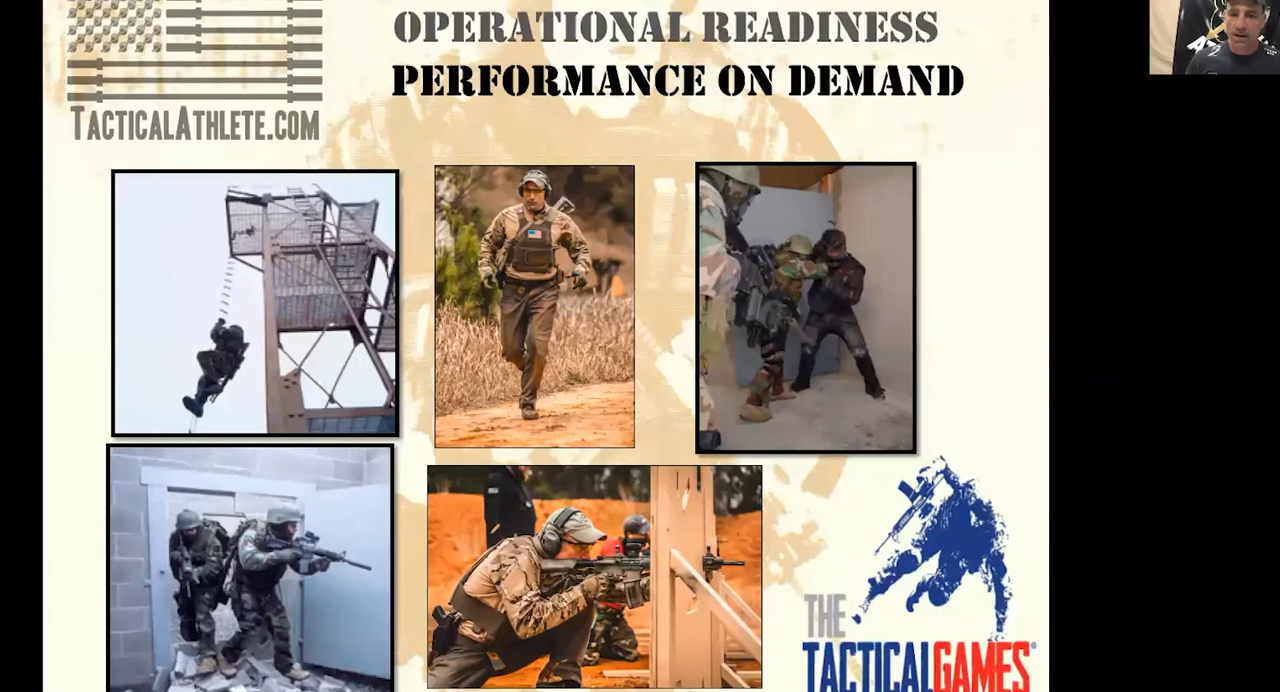 OPERATIONAL READINESS
PERFORMANCE ON DEMAND
TACTICALATHLETE.COM
THE
TACTICALGAMES